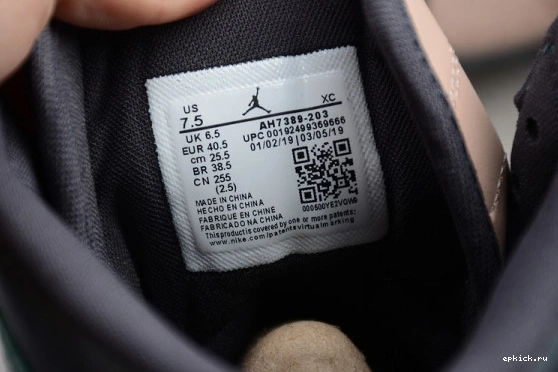 US XC
7.5
UK 6.5 AH7389-203
EUR 40.5 UPC 00192499369666
cm 25.5 01/02/19 | 03/05/19
BR 38.5
CN 255
(2.5)
MADE IN CHINA
HECHO EN CHINA
FABRIQUE EN CHINE
FABRICADO NA CHINA
000500YE2VGW9
This product is covered by one or more patents:
www.nike.com/patentsvirtualmarking
epkick.ru